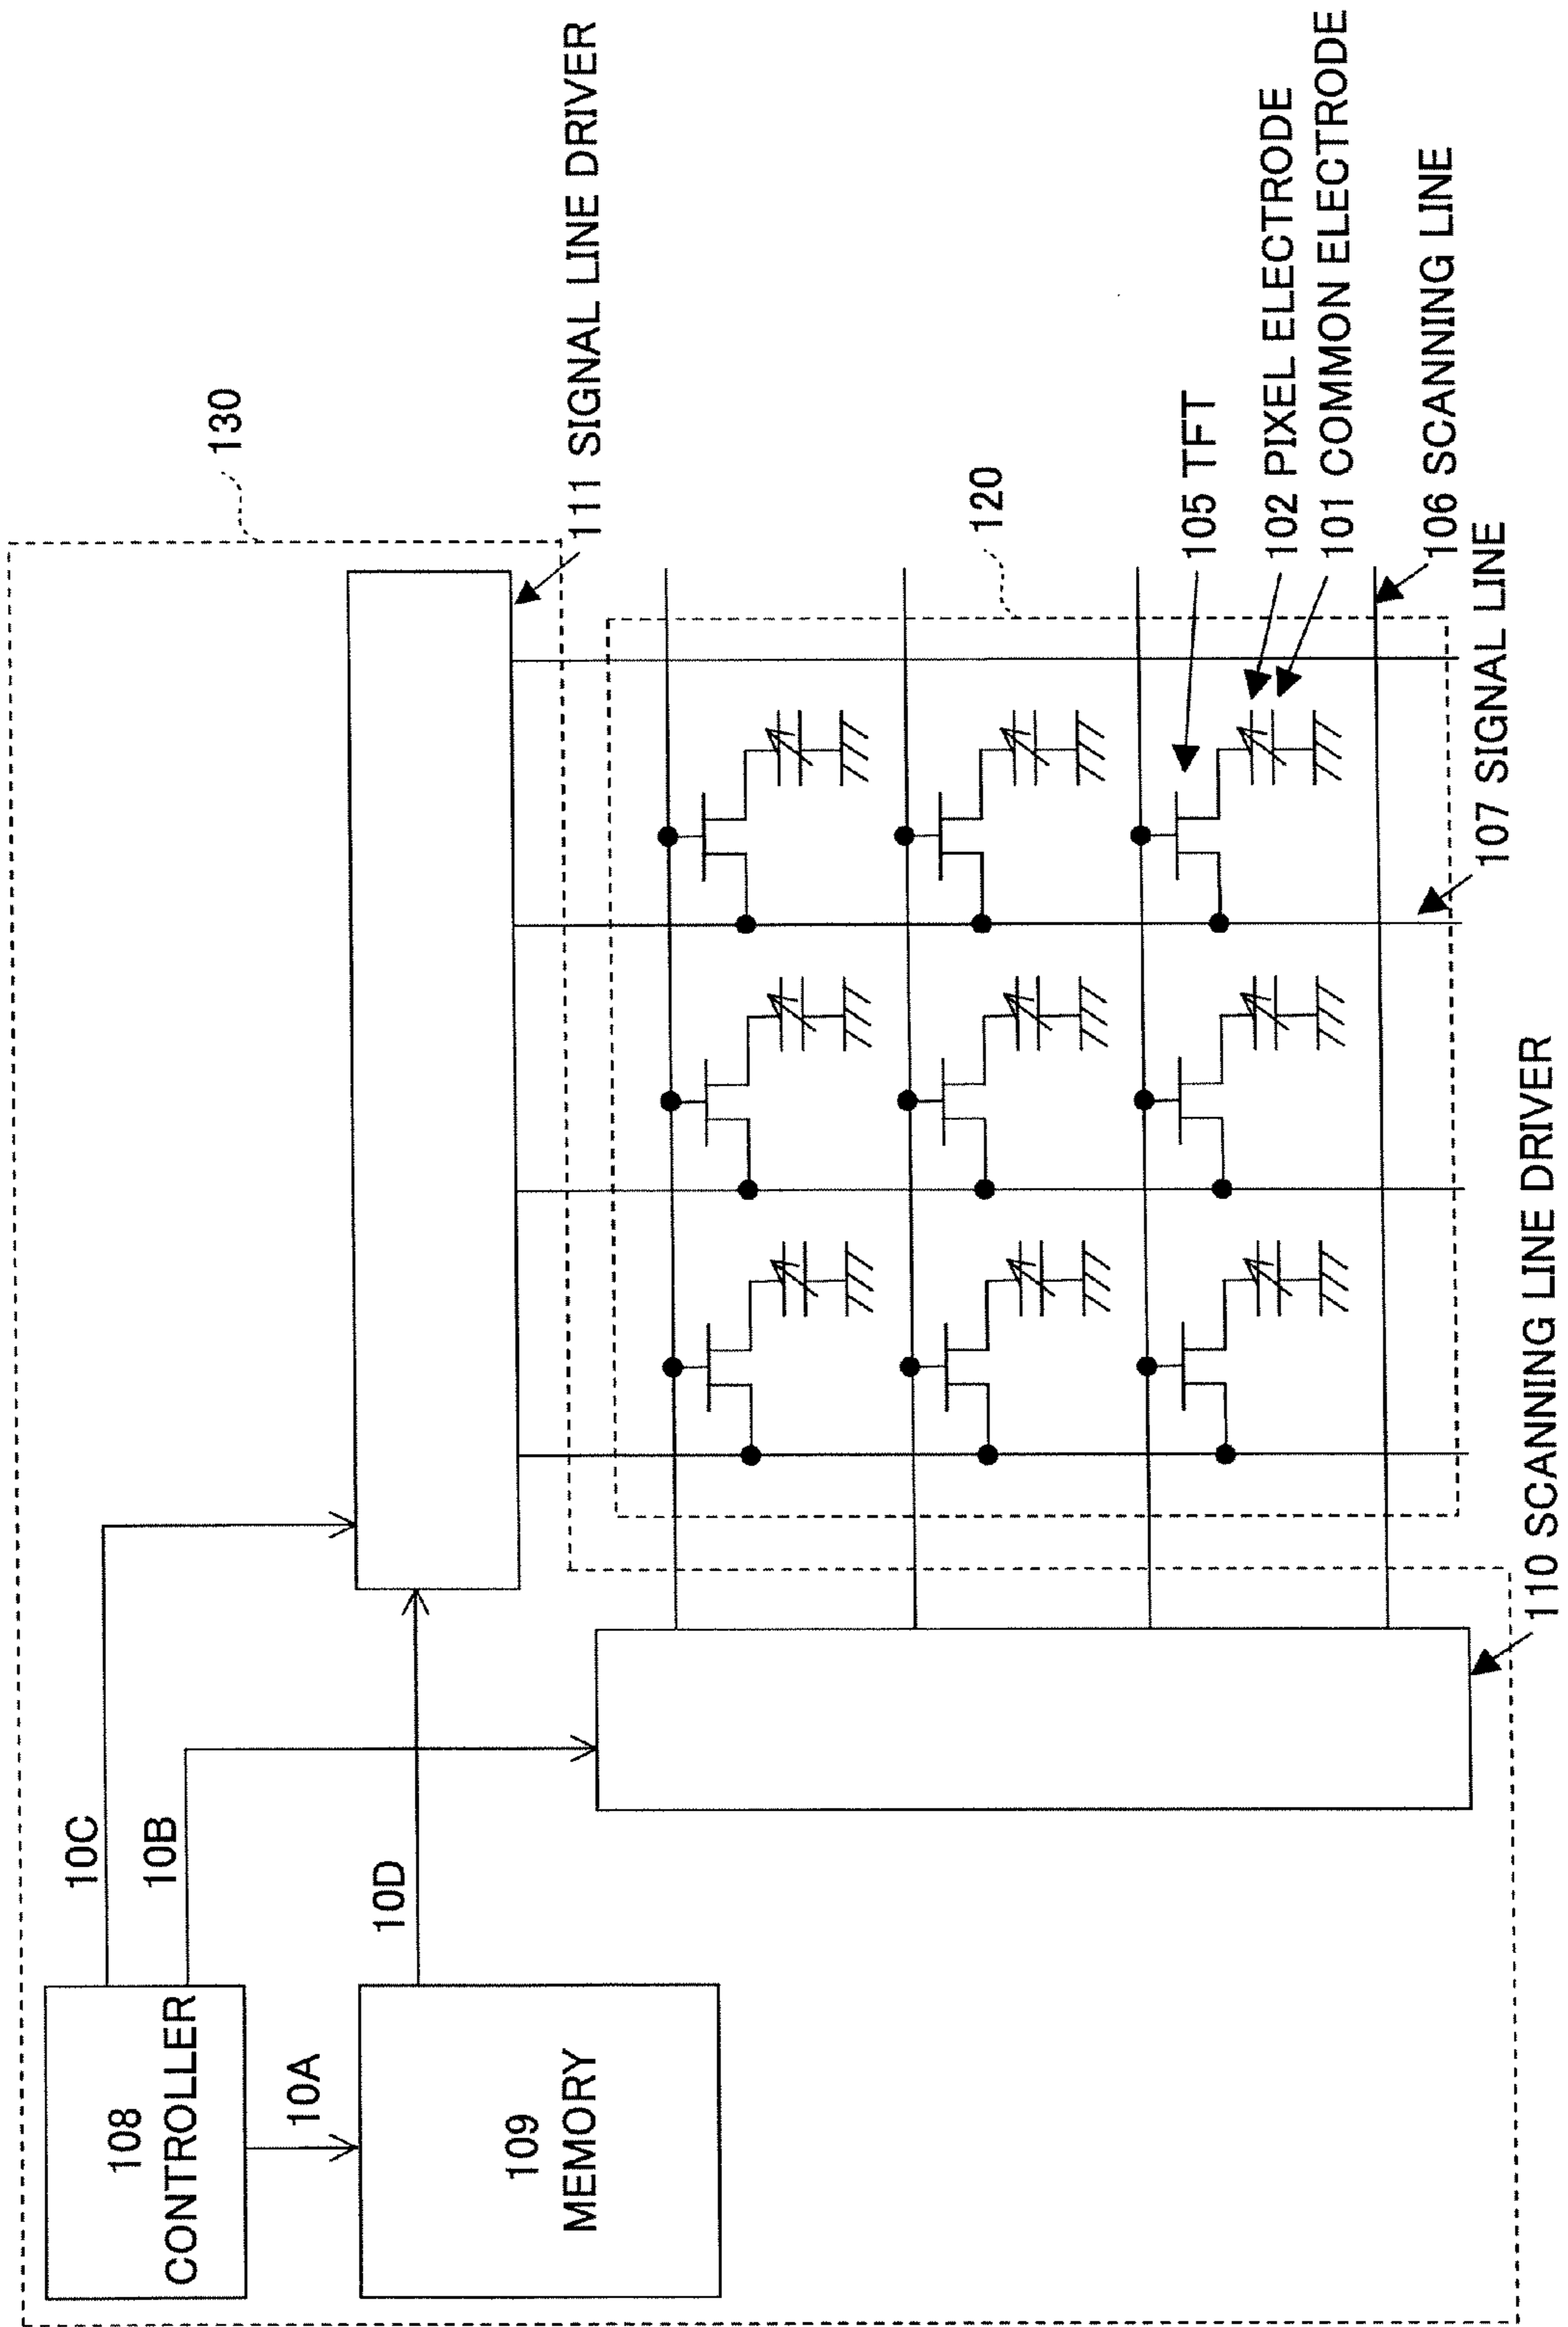 130
108
CONTROLLER
10C
10B
10A
109
MEMORY
10D
111 SIGNAL LINE DRIVER
120
105 TFT
102 PIXEL ELECTRODE
101 COMMON ELECTRODE
106 SCANNING LINE
107 SIGNAL LINE
110 SCANNING LINE DRIVER